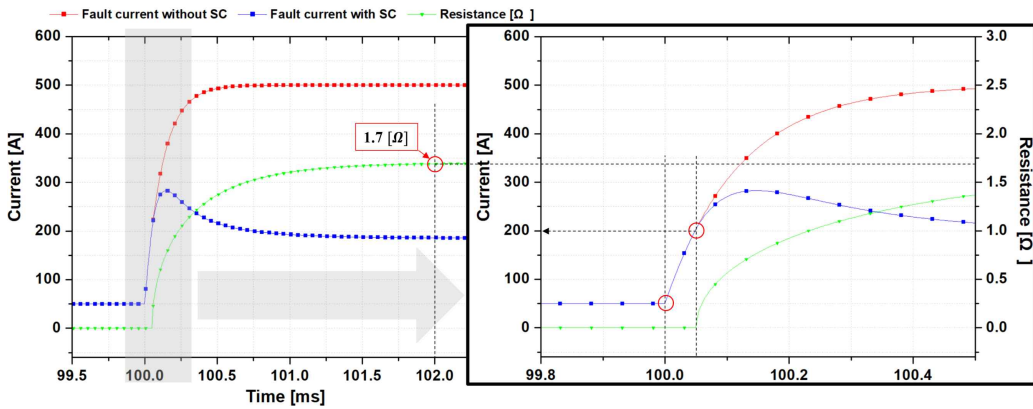 Fault current without SC Fault current with SC Resistance [Ω ]
600 600 3.0
500 500 2.5
400 400 2.0
1.7 [Ω]
300 300 1.5
200 200 1.0
100 100 0.5
0 0 0.0
Current [A]
Current [A]
Resistance [Ω ]
99.5 100.0 100.5 101.0 101.5 102.0 99.8 100.0 100.2 100.4
Time [ms]